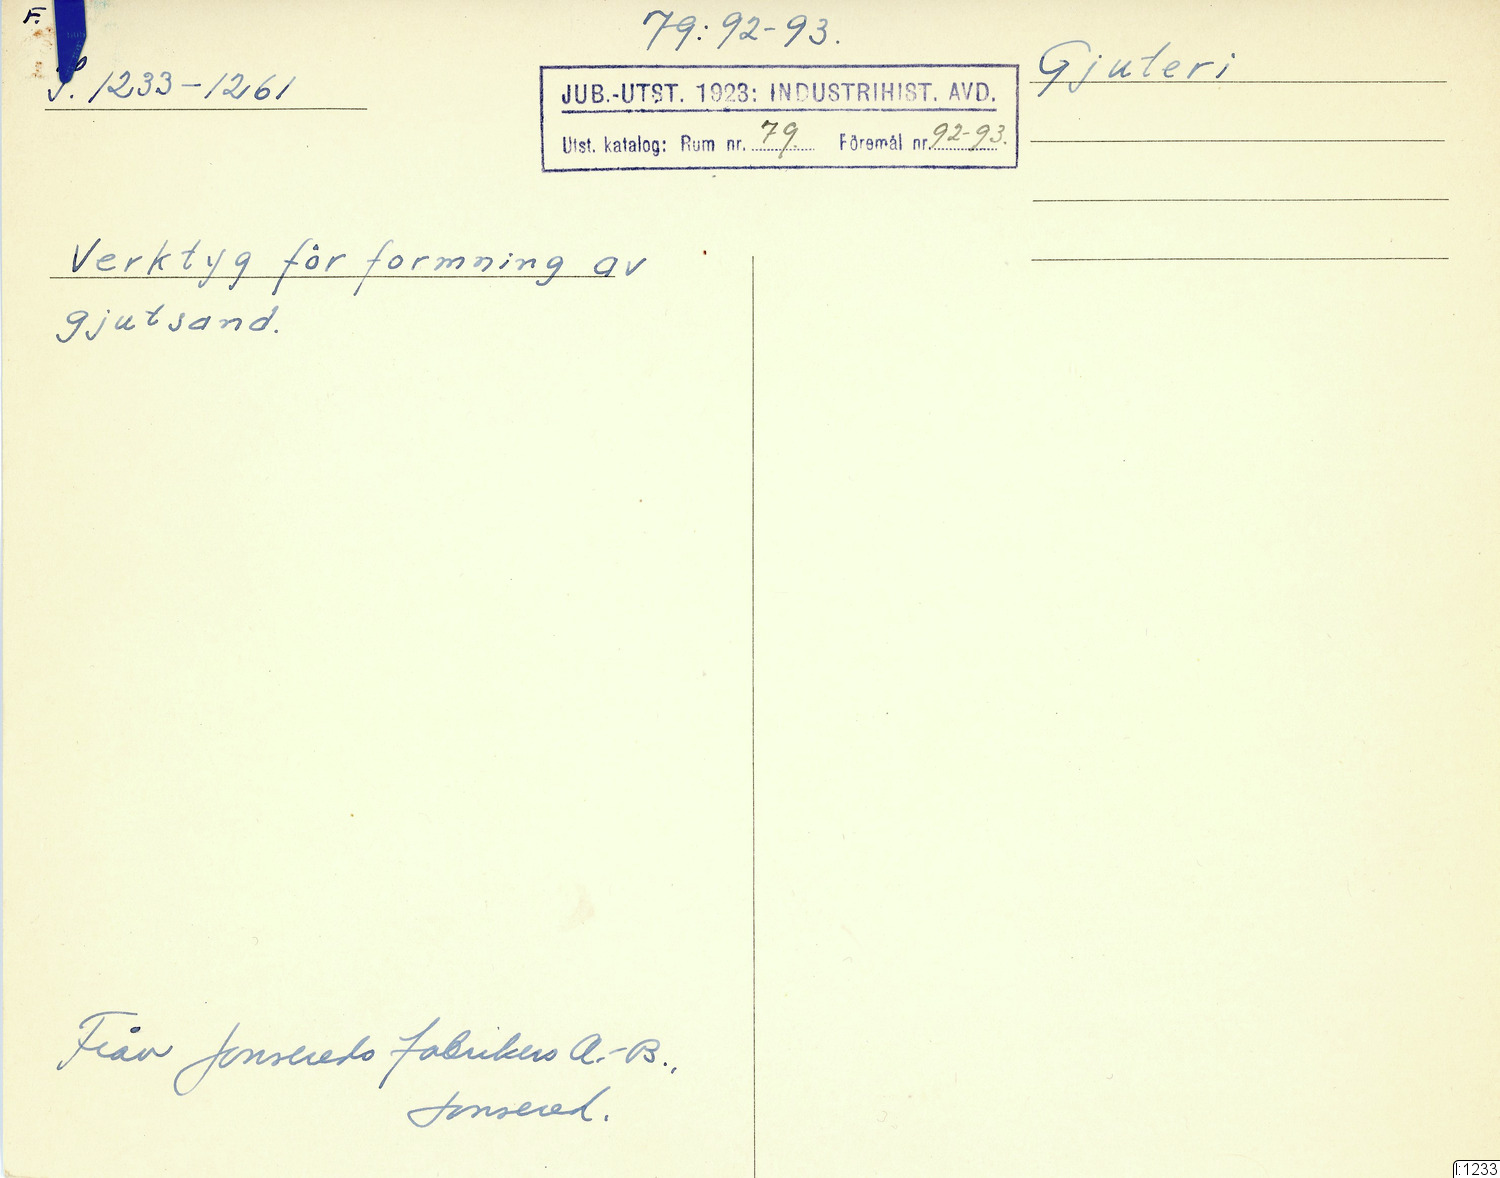 F.
79: 92-93.
J. 1233-1261
Gjuteri
JUB.-UTST. 1923: INDUSTRIHIST. AVD.
Utst. katalog: Rum nr. 79. Föremål nr. 92-93.
Verktyg för formning av
gjutsand.
Från Jonsereds Fabrikers A.-B.,
Jonsered.
I:1233